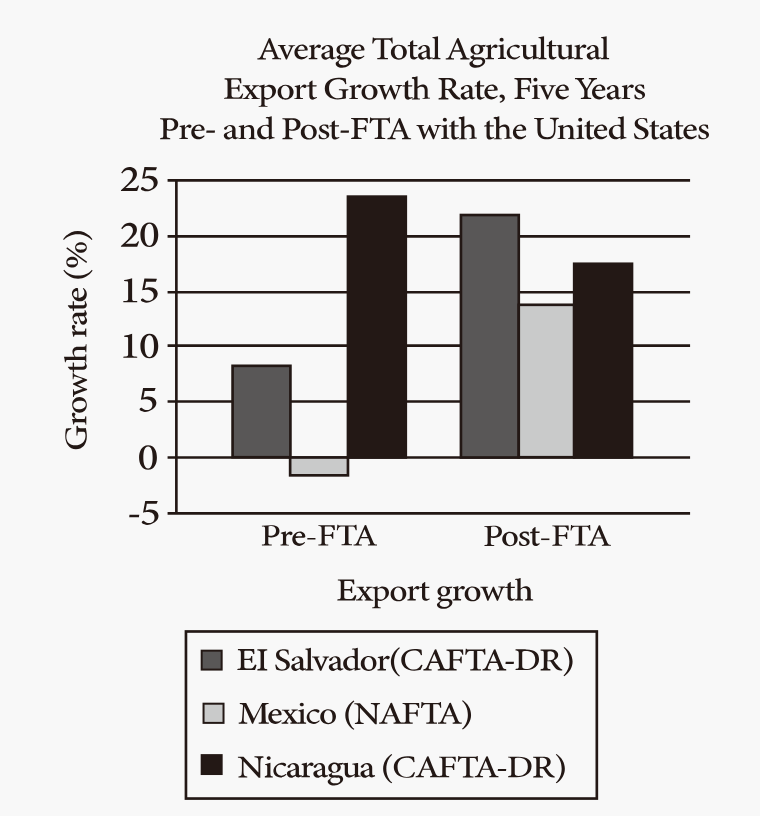 Average Total Agricultural
Export Growth Rate, Five Years
Pre- and Post-FTA with the United States
25
20
15
10
5
0
-5
Growth rate (%)
Pre-FTA Post-FTA
Export growth
EI Salvador(CAFTA-DR)
Mexico (NAFTA)
Nicaragua (CAFTA-DR)